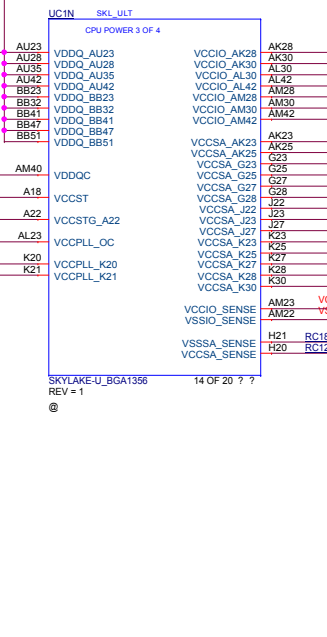 UC1N SKL_ULT
CPU POWER 3 OF 4
AU23 VDDQ_AU23 VCCIO_AK28 AK28
AU28 VDDQ_AU28 VCCIO_AK30 AK30
AU35 VDDQ_AU35 VCCIO_AL30 AL30
AU42 VDDQ_AU42 VCCIO_AL42 AL42
BB23 VDDQ_BB23 VCCIO_AM28 AM28
BB32 VDDQ_BB32 VCCIO_AM30 AM30
BB41 VDDQ_BB41 VCCIO_AM42 AM42
BB47 VDDQ_BB47
BB51 VDDQ_BB51 VCCSA_AK23 AK23
VCCSA_AK25 AK25
VCCSA_G23 G23
AM40 VDDQC VCCSA_G25 G25
VCCSA_G27 G27
A18 VCCST VCCSA_G28 G28
VCCSA_J22 J22
A22 VCCSTG_A22 VCCSA_J23 J23
VCCSA_J27 J27
AL23 VCCPLL_OC VCCSA_K23 K23
VCCSA_K25 K25
K20 VCCPLL_K20 VCCSA_K27 K27
K21 VCCPLL_K21 VCCSA_K28 K28
VCCSA_K30 K30
VCCIO_SENSE AM23
VSSIO_SENSE AM22
VSSSA_SENSE H21
VCCSA_SENSE H20
SKYLAKE-U_BGA1356 14 OF 20 ? ?
REV = 1
@